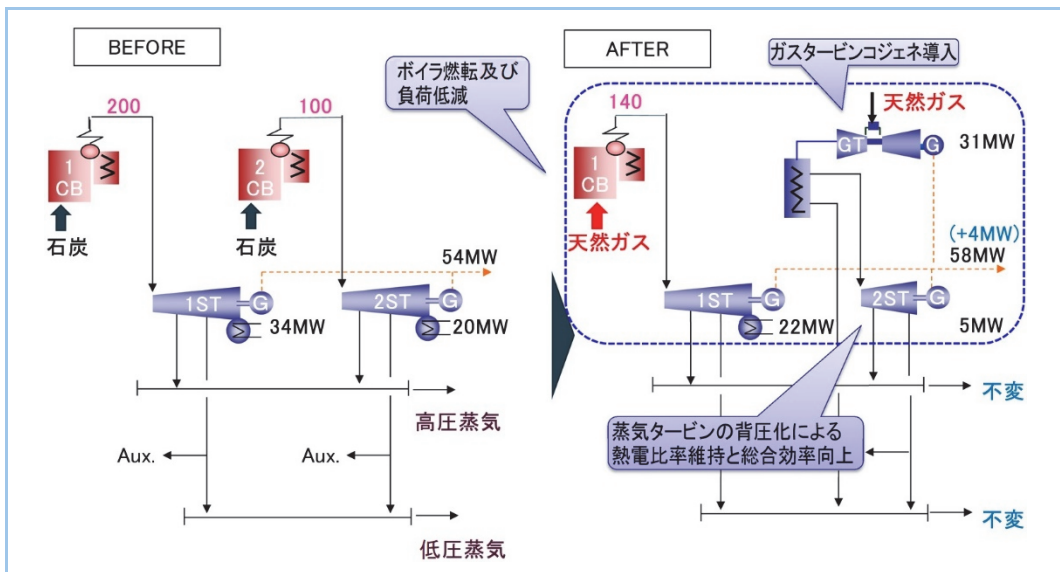 BEFORE
200
100
1
CB
2
CB
石炭
石炭
54MW
1ST
G
2ST
G
34MW
20MW
高圧蒸気
Aux.
Aux.
低圧蒸気
ボイラ燃転及び
負荷低減
AFTER
ガスタービンコジェネ導入
140
天然ガス
1
CB
GT
G
31MW
天然ガス
(+4MW)
58MW
1ST
G
2ST
G
22MW
5MW
不変
蒸気タービンの背圧化による
熱電比率維持と総合効率向上
不変